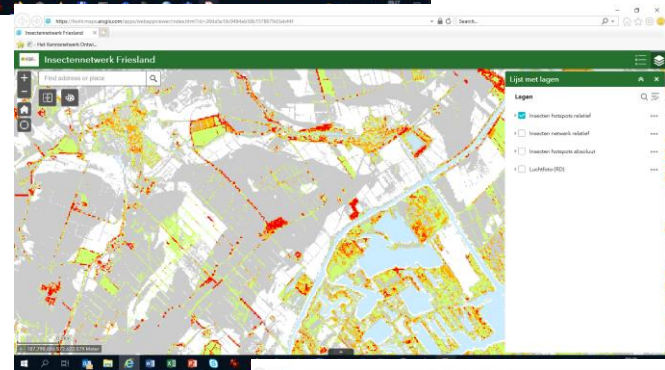 Search...
Insectennetwerk Friesland
Het Kennisnetwerk Ontwi...
Insectennetwerk Friesland
Find address or place
Lijst met lagen
Lagen
Insecten hotspots relatief
Insecten netwerk relatief
Insecten hotspots absoluut
Luchtfoto (RD)